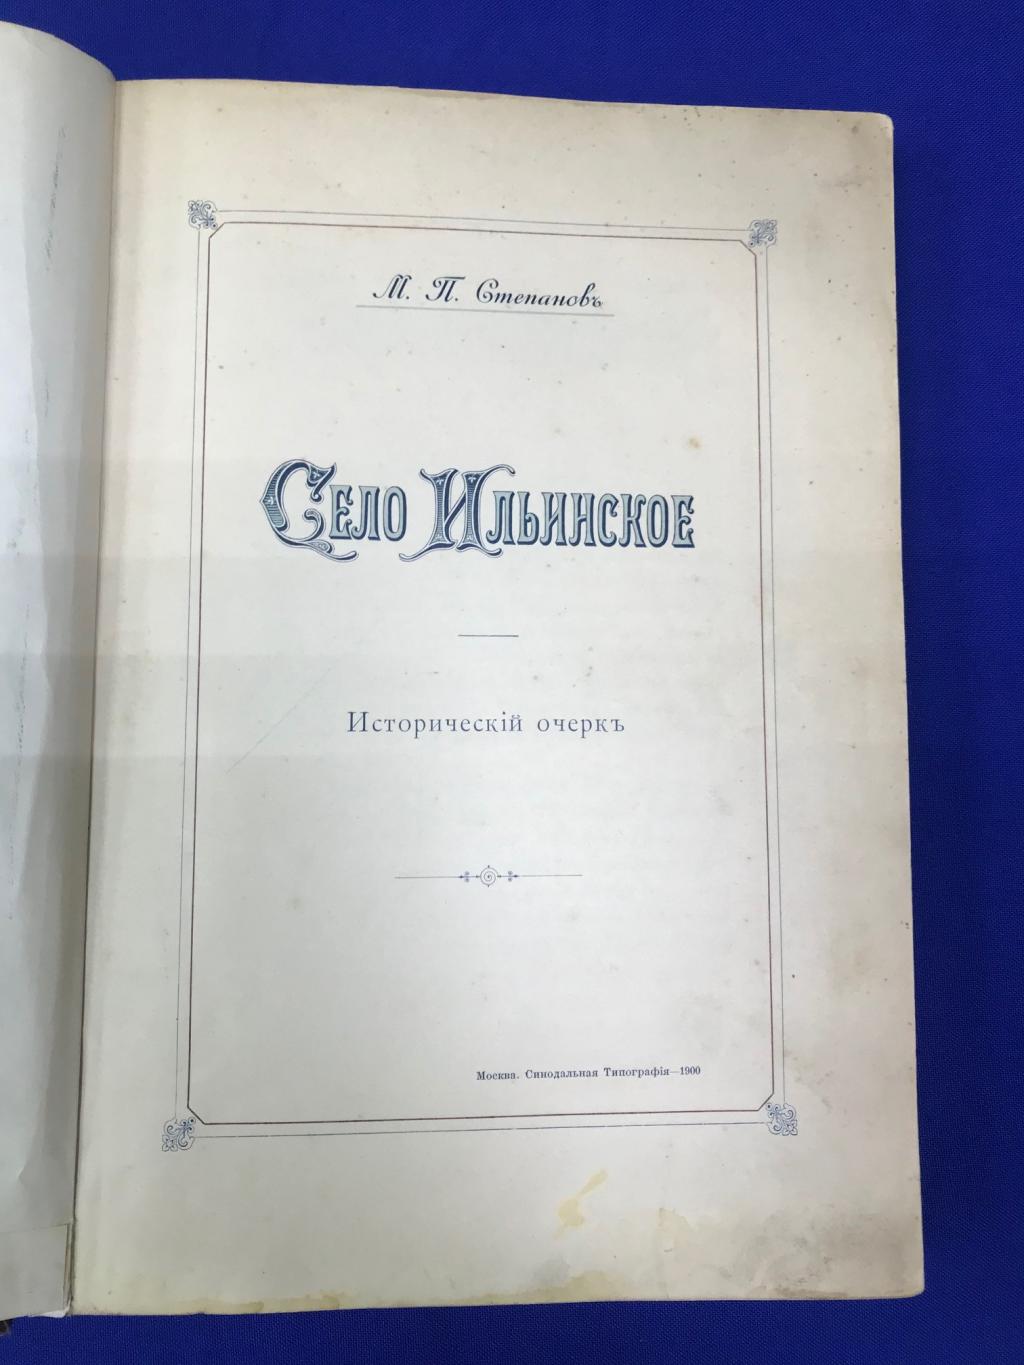 М. П. Степановъ
Село Ильинское
Историческій очеркъ
Москва. Синодальная Типографія—1900